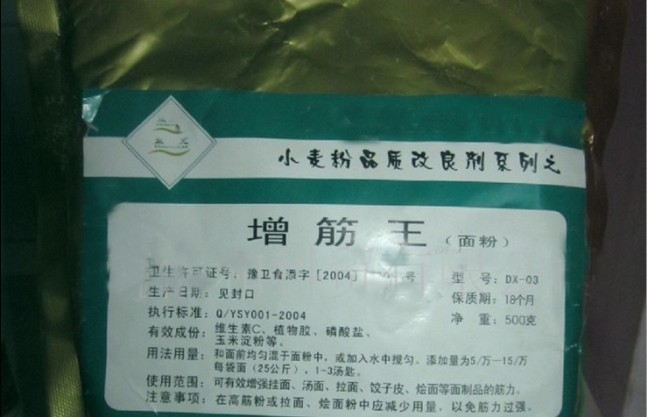 小麦粉品质改良剂系列之
增筋王（面粉）
卫生许可证号：豫卫食添字［2004］ 号 型号：DX-03
生产日期：见封口 保质期：18个月
执行标准：Q/YSY001-2004 净重：500克
有效成份：维生素C、植物胶、磷酸盐、
玉米淀粉等。
用法用量：和面前均匀混于面粉中，或加入水中搅匀，添加量为5/万—15/万
每袋面（25公斤），1-3汤匙。
使用范围：可有效增强挂面、汤面、拉面、饺子皮、烩面等面制品的筋力。
注意事项：在高筋粉或拉面、烩面粉中应减少用量，以免筋力过强。